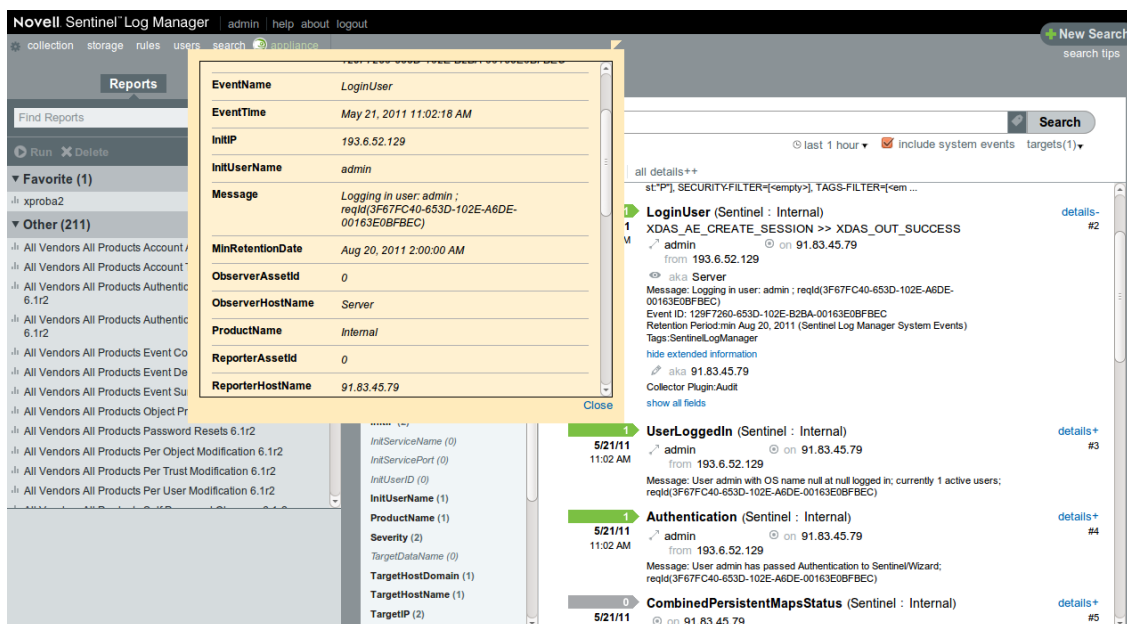 Novell Sentinel™ Log Manager admin help about logout
collection storage rules users search appliance
New Search
search tips
Reports
Find Reports
Run Delete
Favorite (1)
xproba2
Other (211)
All Vendors All Products Account
All Vendors All Products Account
All Vendors All Products Authentic
6.1r2
All Vendors All Products Authentic
6.1r2
All Vendors All Products Event Co
All Vendors All Products Event De
All Vendors All Products Event Su
All Vendors All Products Object Pr
All Vendors All Products Password Resets 6.1r2
All Vendors All Products Per Object Modification 6.1r2
All Vendors All Products Per Trust Modification 6.1r2
All Vendors All Products Per User Modification 6.1r2
EventName LoginUser
EventTime May 21, 2011 11:02:18 AM
InitIP 193.6.52.129
InitUserName admin
Message Logging in user: admin ;
reqId(3F67FC40-653D-102E-A6DE-
00163E0BFBEC)
MinRetentionDate Aug 20, 2011 2:00:00 AM
ObserverAssetId 0
ObserverHostName Server
ProductName Internal
ReporterAssetId 0
ReporterHostName 91.83.45.79
Close
InitServiceName (0)
InitServicePort (0)
InitUserID (0)
InitUserName (1)
ProductName (1)
Severity (2)
TargetDataName (0)
TargetHostDomain (1)
TargetHostName (1)
TargetIP (2)
Search
last 1 hour include system events targets(1)
all details++
st:"P"], SECURITY-FILTER=[<empty>], TAGS-FILTER=[<em ...
1 LoginUser (Sentinel : Internal) details-
1 XDAS_AE_CREATE_SESSION >> XDAS_OUT_SUCCESS #2
M admin on 91.83.45.79
from 193.6.52.129
aka Server
Message: Logging in user: admin ; reqId(3F67FC40-653D-102E-A6DE-
00163E0BFBEC)
Event ID: 129F7260-653D-102E-B2BA-00163E0BFBEC
Retention Period:min Aug 20, 2011 (Sentinel Log Manager System Events)
Tags:SentinelLogManager
hide extended information
aka 91.83.45.79
Collector Plugin:Audit
show all fields
1 UserLoggedIn (Sentinel : Internal) details+
5/21/11 admin on 91.83.45.79 #3
11:02 AM from 193.6.52.129
Message: User admin with OS name null at null logged in; currently 1 active users;
reqId(3F67FC40-653D-102E-A6DE-00163E0BFBEC)
1 Authentication (Sentinel : Internal) details+
5/21/11 admin on 91.83.45.79 #4
11:02 AM from 193.6.52.129
Message: User admin has passed Authentication to Sentinel/Wizard;
reqId(3F67FC40-653D-102E-A6DE-00163E0BFBEC)
0 CombinedPersistentMapsStatus (Sentinel : Internal) details+
5/21/11 on 91.83.45.79 #5